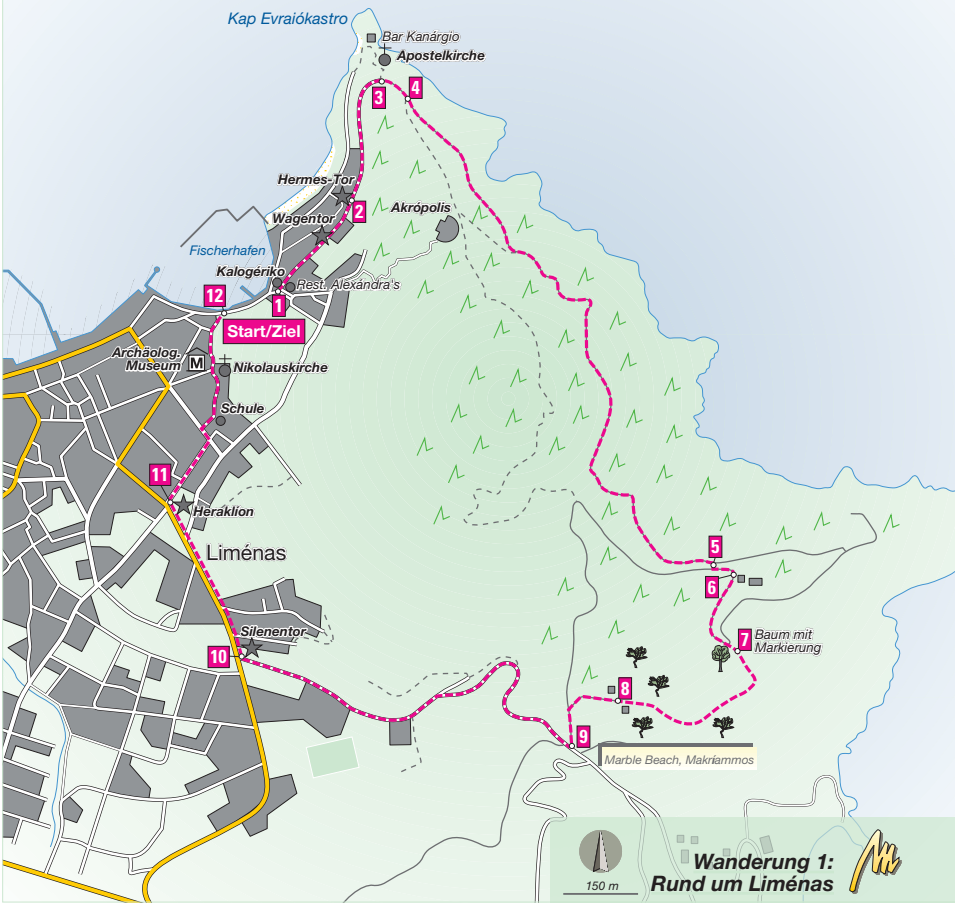 Kap Evraiókastro
Bar Kanárgio
Apostelkirche
3
4
Hermes-Tor
2
Wagentor
Akrópolis
Fischerhafen
Kalogériko
Rest. Alexándra's
12
1
Start/Ziel
Archäolog.
Museum
M
Nikolauskirche
Schule
11
Heraklíon
Liménas
5
6
Silenentor
10
7
Baum mit
Markierung
8
9
Marble Beach, Makríammos
150 m
Wanderung 1:
Rund um Liménas